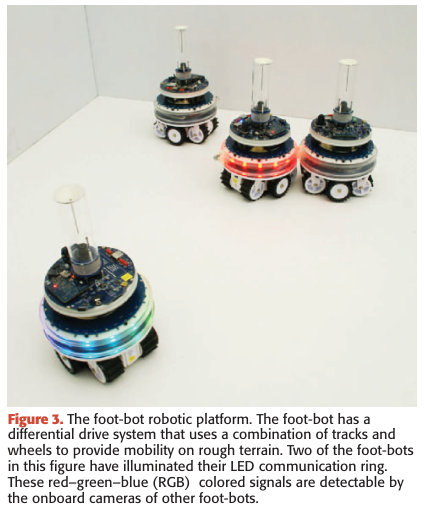 Figure 3. The foot-bot robotic platform. The foot-bot has a
differential drive system that uses a combination of tracks and
wheels to provide mobility on rough terrain. Two of the foot-bots
in this figure have illuminated their LED communication ring.
These red–green–blue (RGB) colored signals are detectable by
the onboard cameras of other foot-bots.